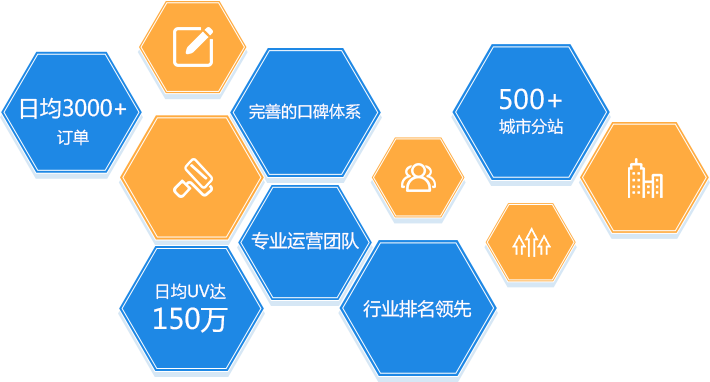 日均3000+
订单
完善的口碑体系
500+
城市分站
专业运营团队
日均UV达
150万
行业排名领先